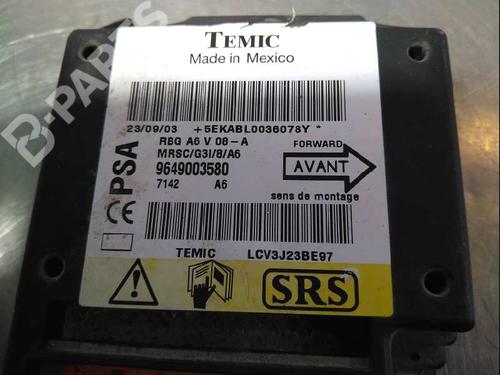 B-PARTS
TEMIC
Made in Mexico
23/09/03 +5EKABL0036078Y *
PSA
RBG A6 V 08-A
MRSC/G3I/8/A6
9649003580
7142 A6
FORWARD
AVANT
sens de montage
CE
TEMIC LCV3J23BE97
SRS